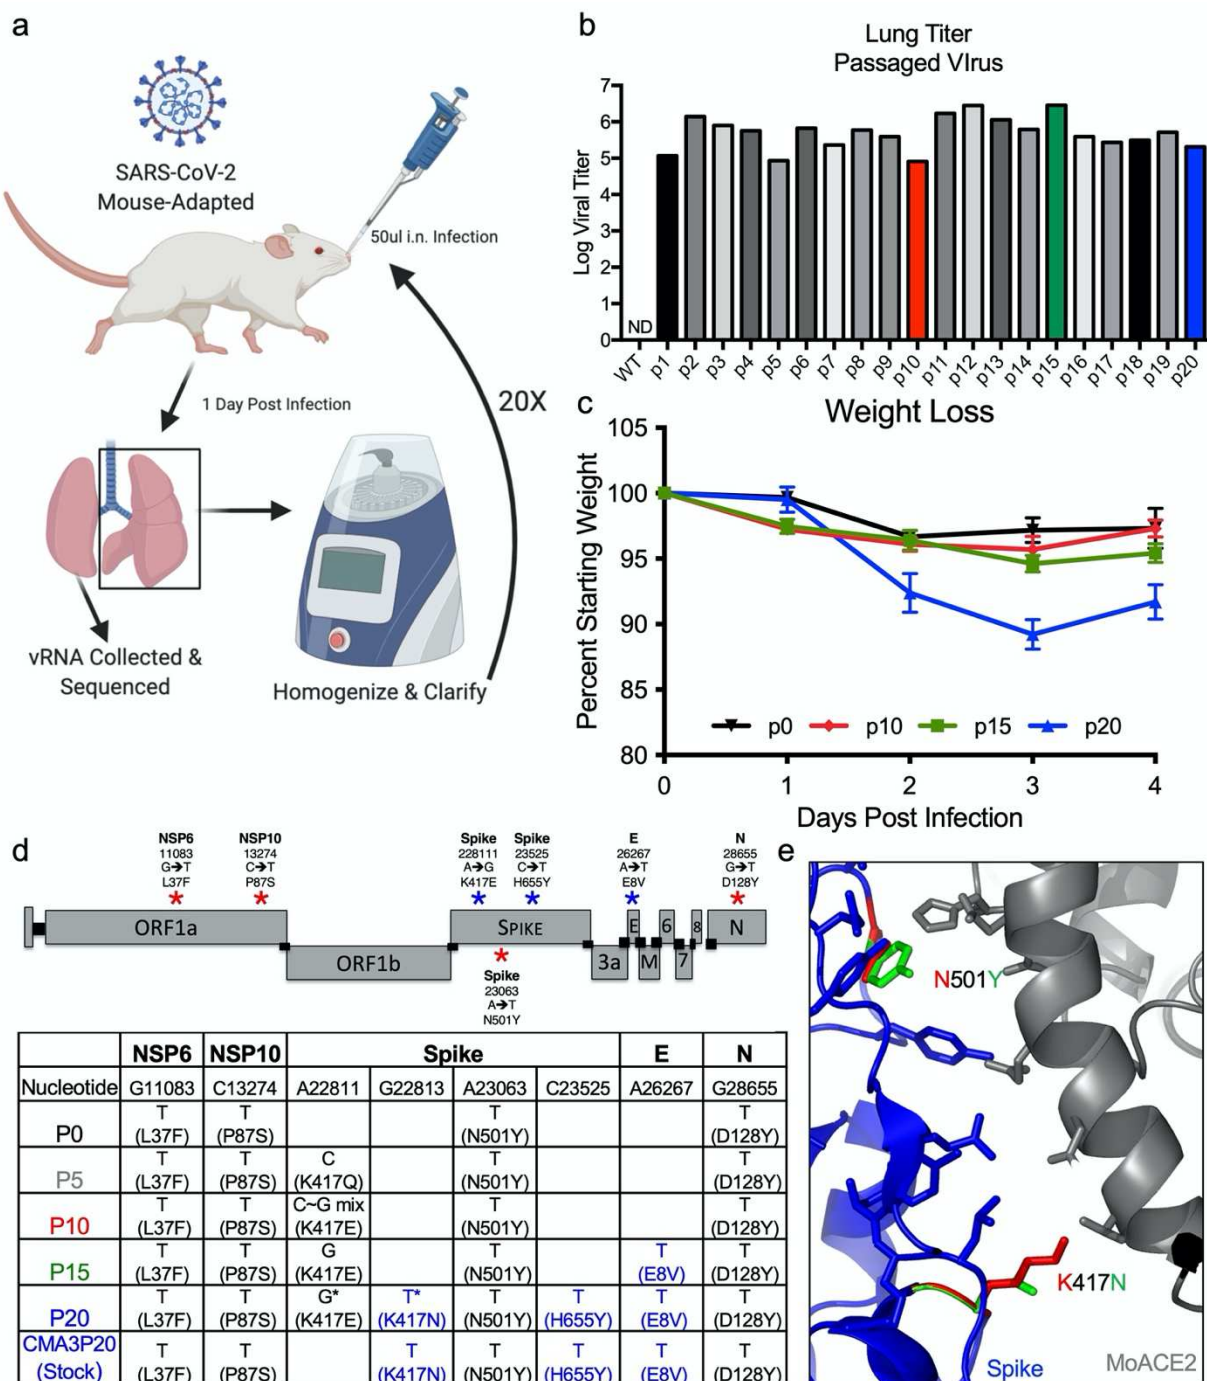 a
SARS-CoV-2
Mouse-Adapted
50ul i.n. Infection
1 Day Post Infection
20X
vRNA Collected &
Sequenced
Homogenize & Clarify
b
Lung Titer
Passaged VIrus
Log Viral Titer
7
6
5
4
3
2
1
0
ND
WT p1 p2 p3 p4 p5 p6 p7 p8 p9 p10 p11 p12 p13 p14 p15 p16 p17 p18 p19 p20
c
Weight Loss
Percent Starting Weight
105
100
95
90
85
80
p0 p10 p15 p20
0 1 2 3 4
Days Post Infection
d
NSP6
11083
G→T
L37F
NSP10
13274
C→T
P87S
Spike
228111
A→G
K417E
Spike
23525
C→T
H655Y
E
26267
A→T
E8V
N
28655
G→T
D128Y
* * * * * *
ORF1a SPIKE E 6 8 N
ORF1b 3a M 7
*
Spike
23063
A→T
N501Y
NSP6 NSP10 Spike E N
Nucleotide G11083 C13274 A22811 G22813 A23063 C23525 A26267 G28655
P0 T (L37F) T (P87S) T (N501Y) T (D128Y)
P5 T (L37F) T (P87S) C (K417Q) T (N501Y) T (D128Y)
P10 T (L37F) T (P87S) C~G mix (K417E) T (N501Y) T (D128Y)
P15 T (L37F) T (P87S) G (K417E) T (N501Y) T (E8V) T (D128Y)
P20 T (L37F) T (P87S) G* (K417E) T* (K417N) T (N501Y) T (H655Y) T (E8V) T (D128Y)
CMA3P20 (Stock) T (L37F) T (P87S) T (K417N) T (N501Y) T (H655Y) T (E8V) T (D128Y)
e
N501Y
K417N
Spike
MoACE2